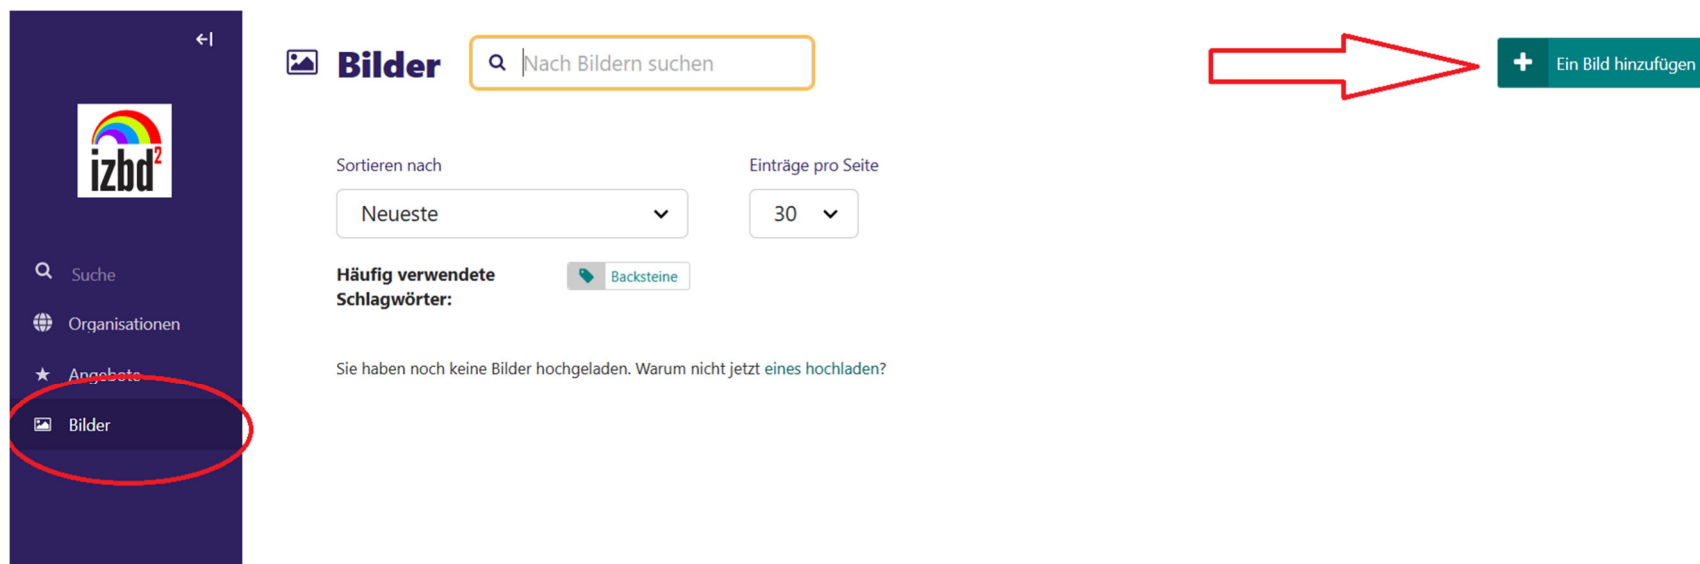 Bilder
Nach Bildern suchen
Ein Bild hinzufügen
izbd²
Sortieren nach
Einträge pro Seite
Neueste
30
Suche
Organisationen
Angebote
Bilder
Häufig verwendete
Schlagwörter:
Backsteine
Sie haben noch keine Bilder hochgeladen. Warum nicht jetzt eines hochladen?